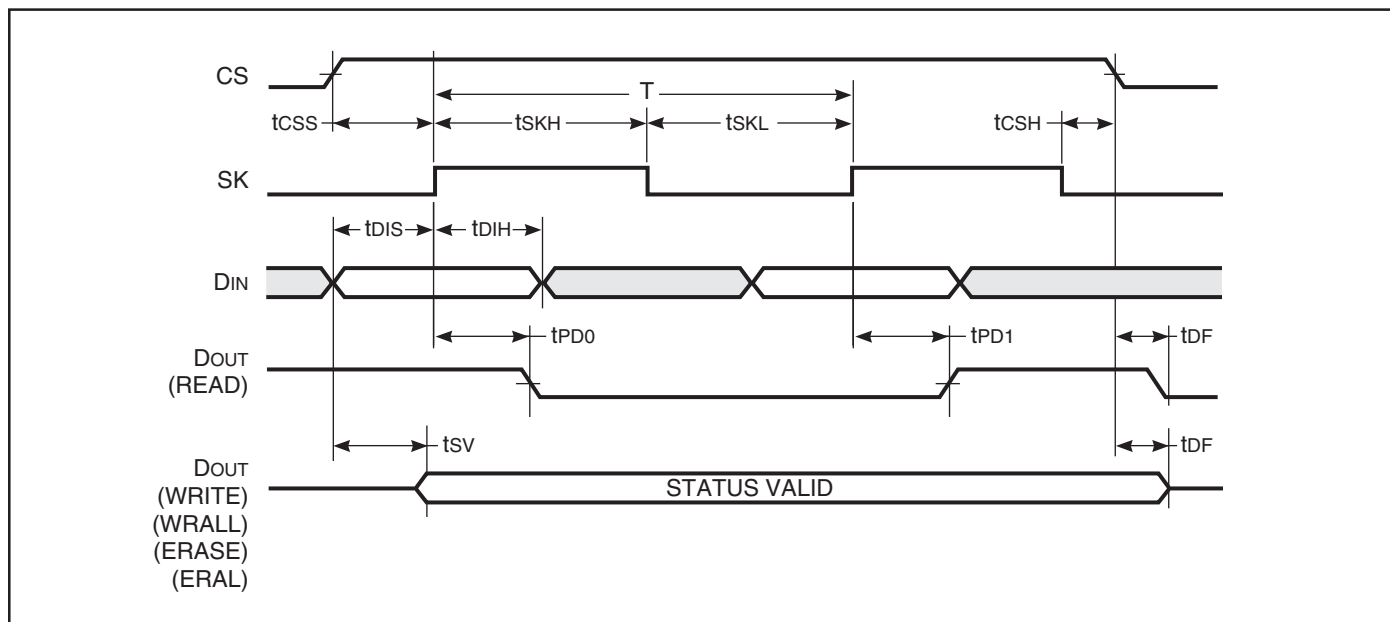 CS
T
tCSS
tSKH
tSKL
tCSH
SK
tDIS
tDIH
DIN
tPD0
tPD1
tDF
DOUT
(READ)
tSV
tDF
DOUT
(WRITE)
STATUS VALID
(WRALL)
(ERASE)
(ERAL)